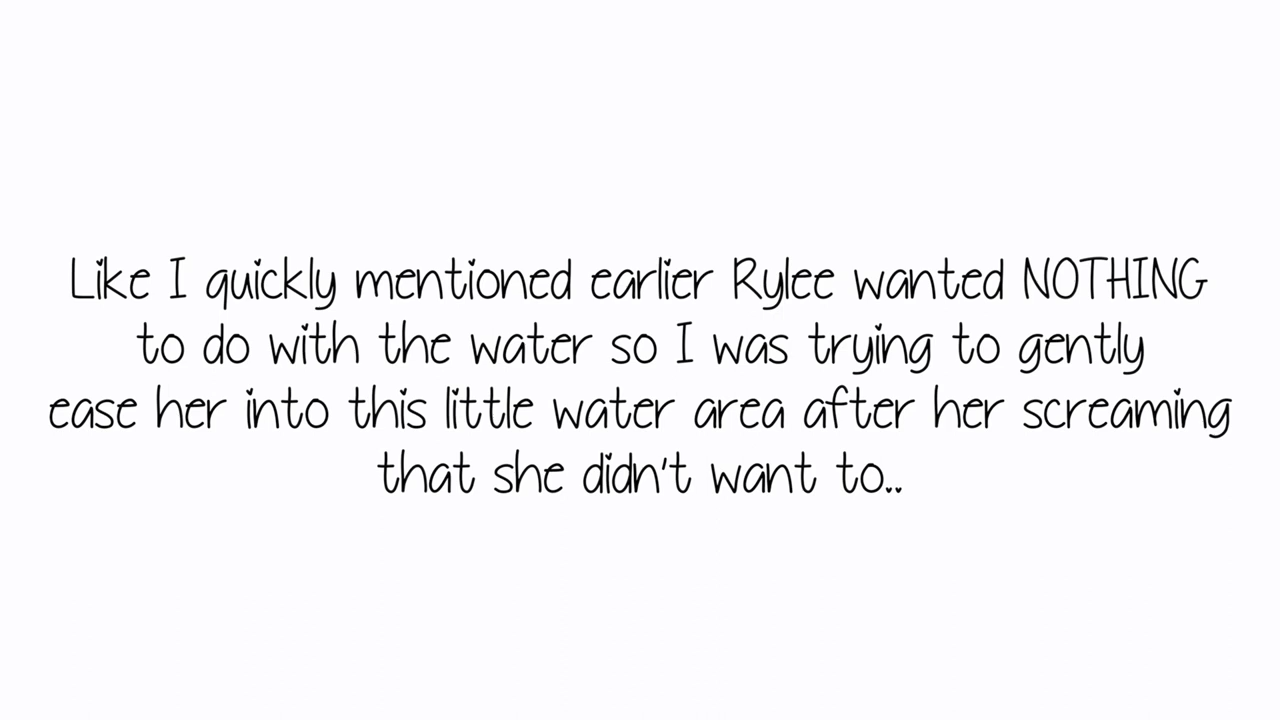 Like I quickly mentioned earlier Rylee wanted NOTHING
to do with the water so I was trying to gently
ease her into this little water area after her screaming
that she didn't want to..